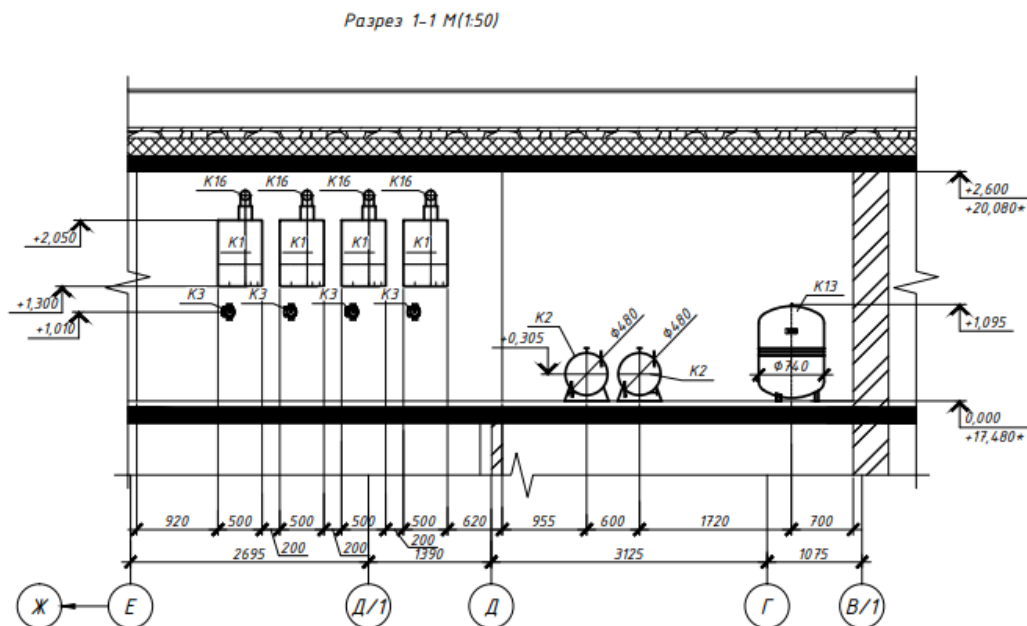 Разрез 1-1 М(1:50)
К16 К16 К16 К16
+2,600
+20,080*
+2,050
К1 К1 К1 К1
+1,300
К3 К3 К3 К3
+1,010
К13
+1,095
К2 Ф480 Ф480
+0,305
К2
Ф740
0,000
+17,480*
920 500 500 500 500 620 955 600 1720 700
200 200 200
2695 1390 3125 1075
Ж Е Д/1 Д Г В/1